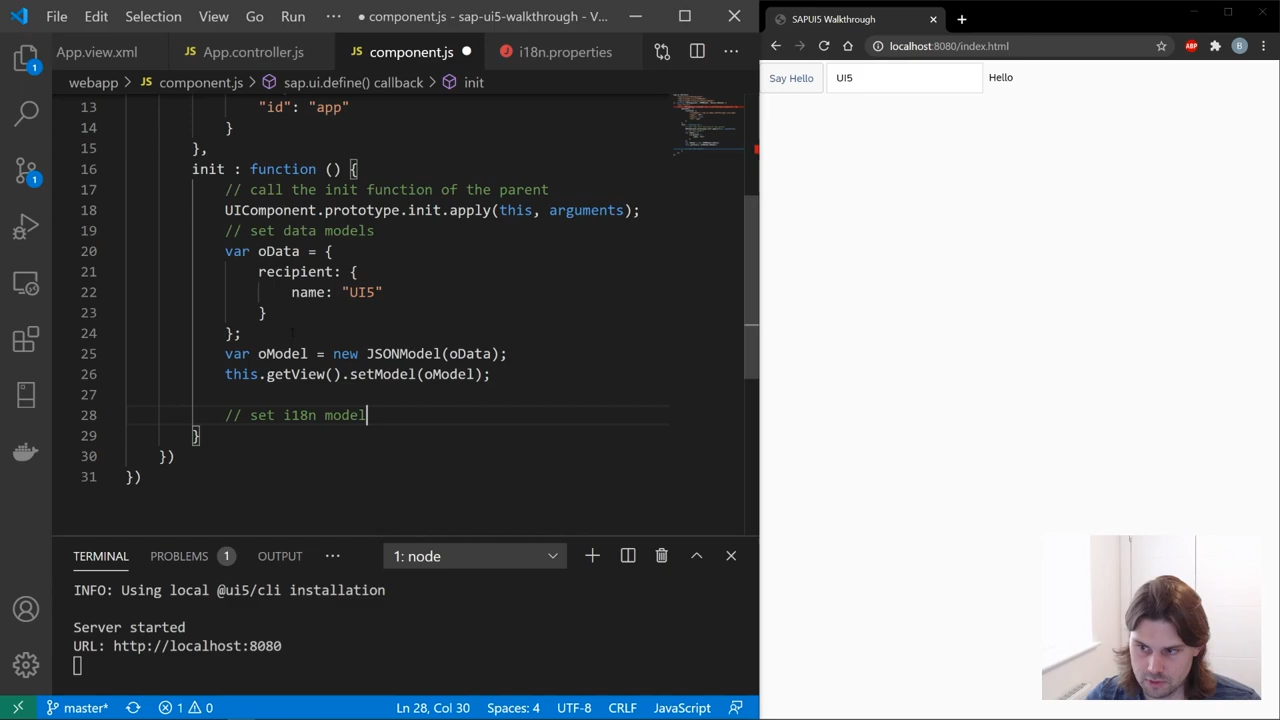 File Edit Selection View Go Run ··· ● component.js - sap-ui5-walkthrough - V...
App.view.xml JS App.controller.js JS component.js ● i18n.properties ···
webapp > JS component.js > sap.ui.define() callback > init
13 "id": "app"
14 }
15 },
16 init : function () {
17 // call the init function of the parent
18 UIComponent.prototype.init.apply(this, arguments);
19 // set data models
20 var oData = {
21 recipient: {
22 name: "UI5"
23 }
24 };
25 var oModel = new JSONModel(oData);
26 this.getView().setModel(oModel);
27
28 // set i18n model
29 }
30 })
31 })
1
1
TERMINAL PROBLEMS 1 OUTPUT ··· 1: node
INFO: Using local @ui5/cli installation
Server started
URL: http://localhost:8080
master* 1 0 Ln 28, Col 30 Spaces: 4 UTF-8 CRLF JavaScript
SAPUI5 Walkthrough
localhost:8080/index.html ABP B
Say Hello UI5 Hello